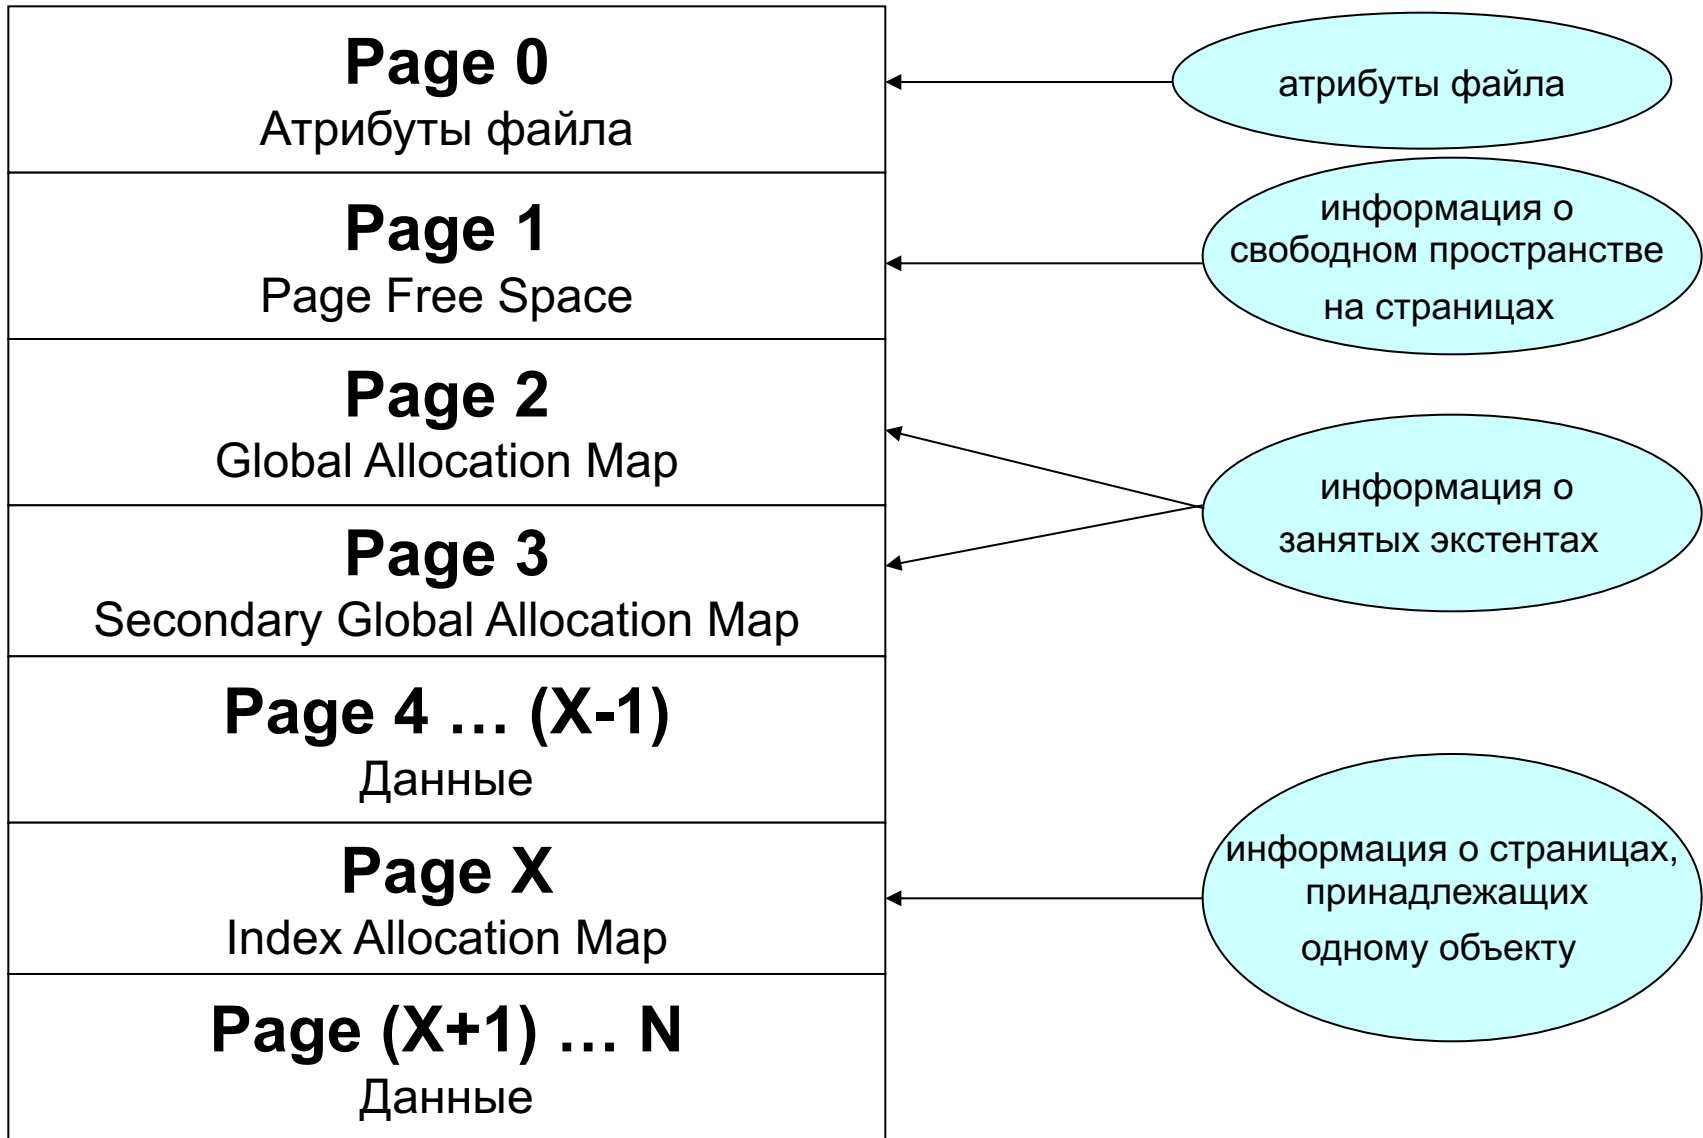 Page 0
Атрибуты файла
атрибуты файла
Page 1
Page Free Space
информация о
свободном пространстве
на страницах
Page 2
Global Allocation Map
Page 3
Secondary Global Allocation Map
информация о
занятых экстентах
Page 4 … (X-1)
Данные
Page X
Index Allocation Map
информация о страницах,
принадлежащих
одному объекту
Page (X+1) … N
Данные